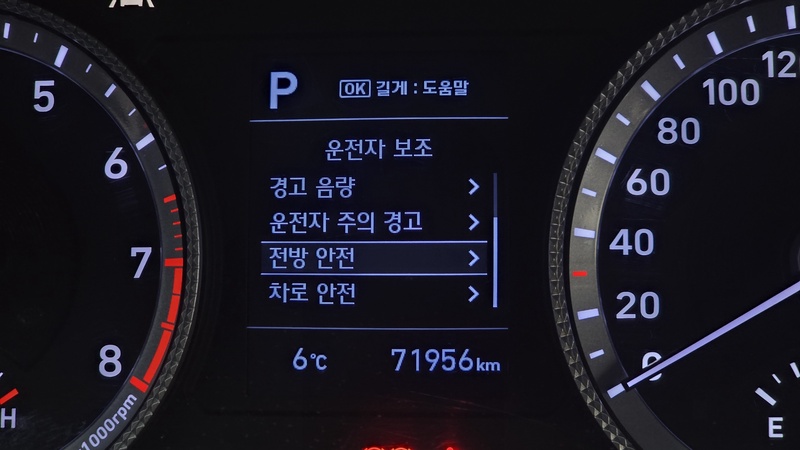 P OK 길게 : 도움말
운전자 보조
경고 음량
운전자 주의 경고
전방 안전
차로 안전
6℃ 71956km
5
6
7
8
x1000rpm
H
120
100
80
60
40
20
0
E